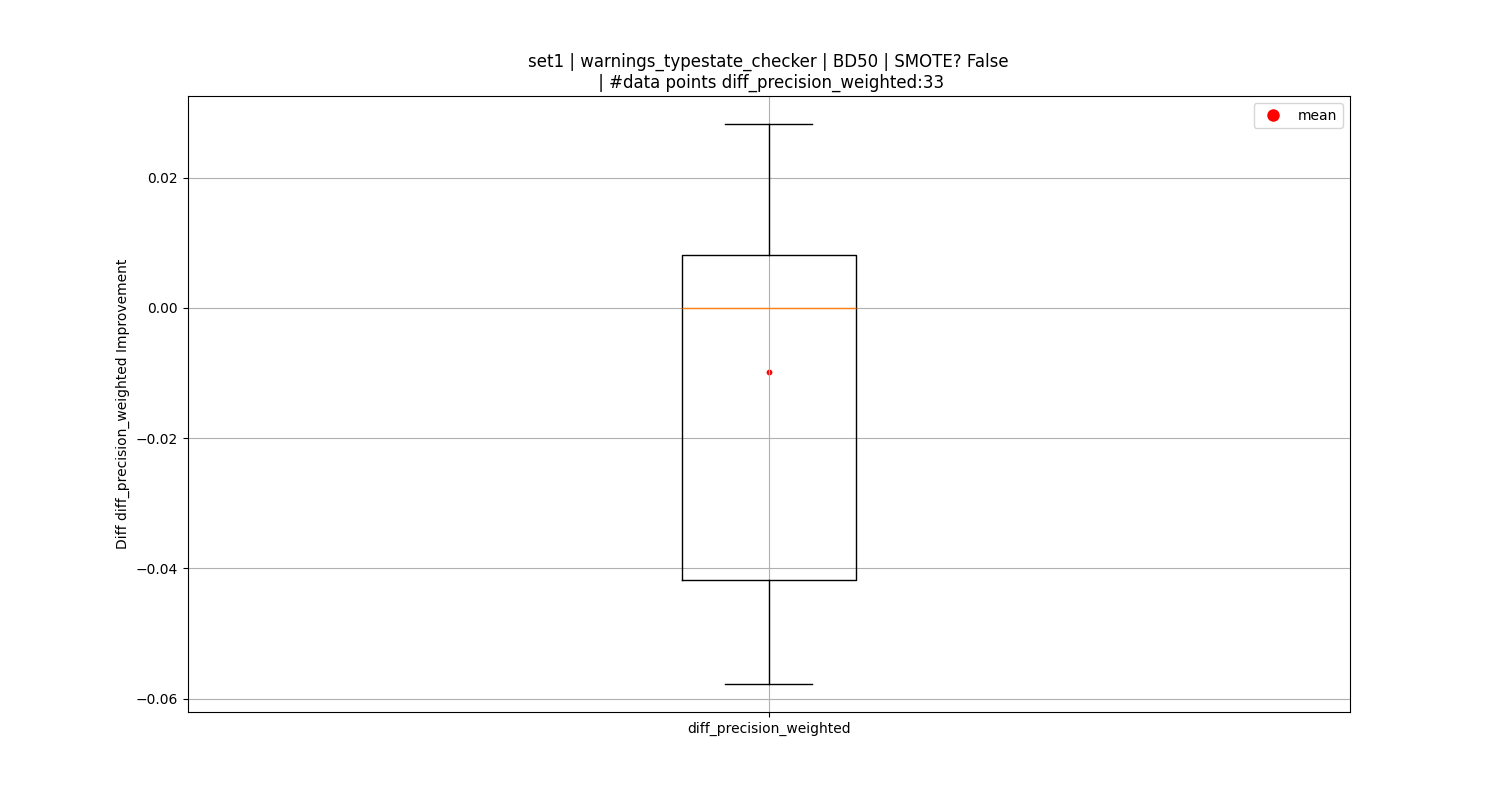 set1 | warnings_typestate_checker | BD50 | SMOTE? False
| #data points diff_precision_weighted:33
mean
0.02
0.00
−0.02
−0.04
−0.06
Diff diff_precision_weighted Improvement
diff_precision_weighted